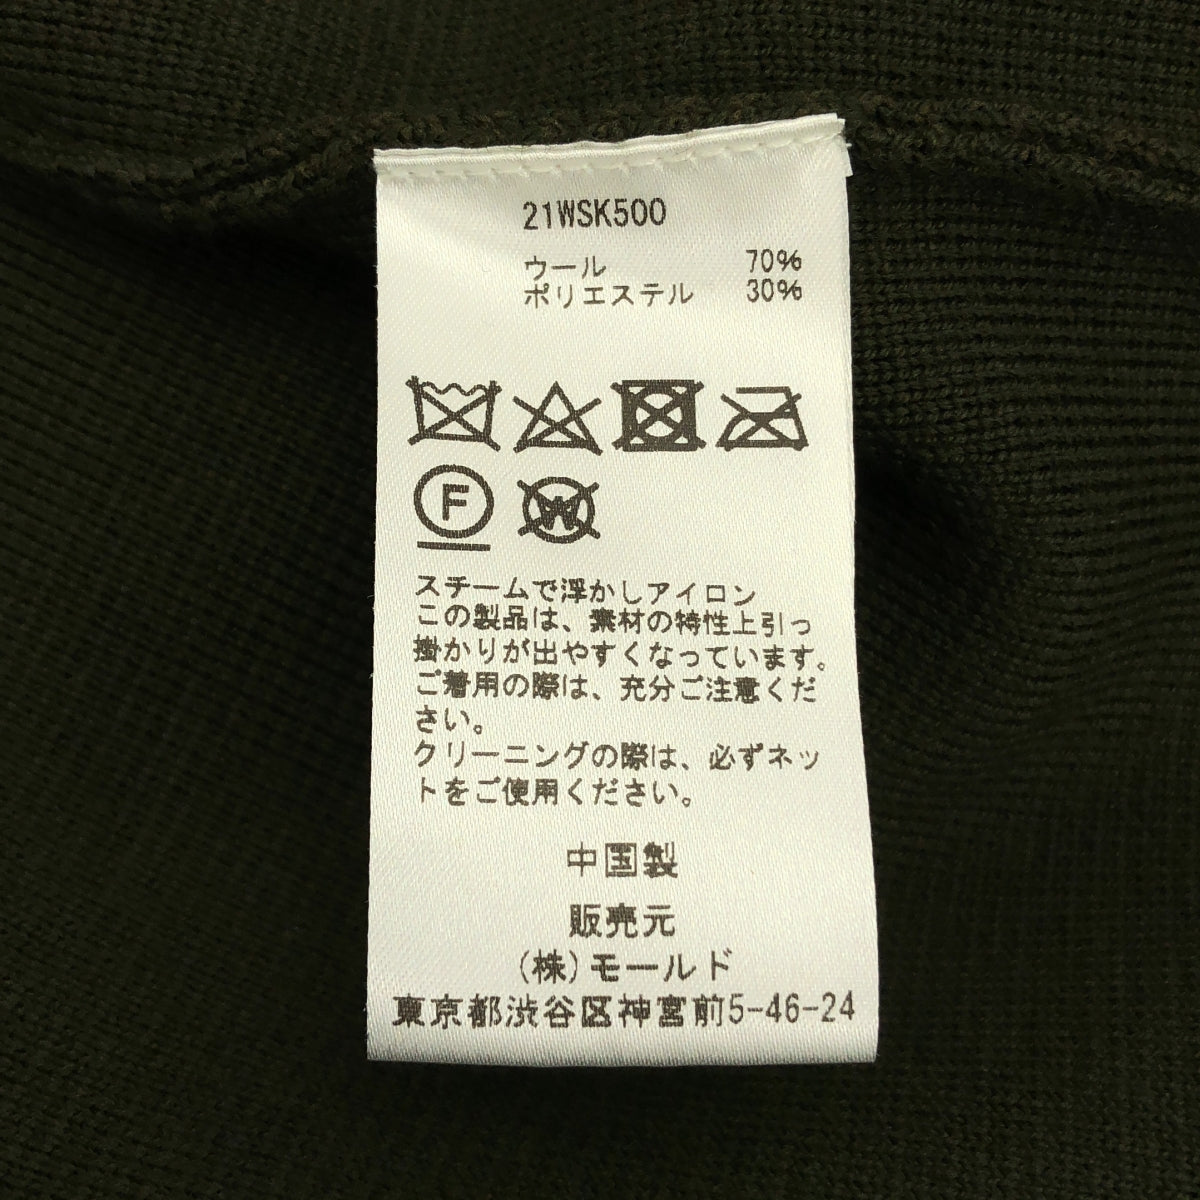 21WSK500
ウール 70%
ポリエステル 30%
F
W
スチームで浮かしアイロン
この製品は、素材の特性上引っ
掛かりが出やすくなっています。
ご着用の際は、充分ご注意くだ
さい。
クリーニングの際は、必ずネッ
トをご使用ください。
中国製
販売元
(株)モールド
東京都渋谷区神宮前5-46-24